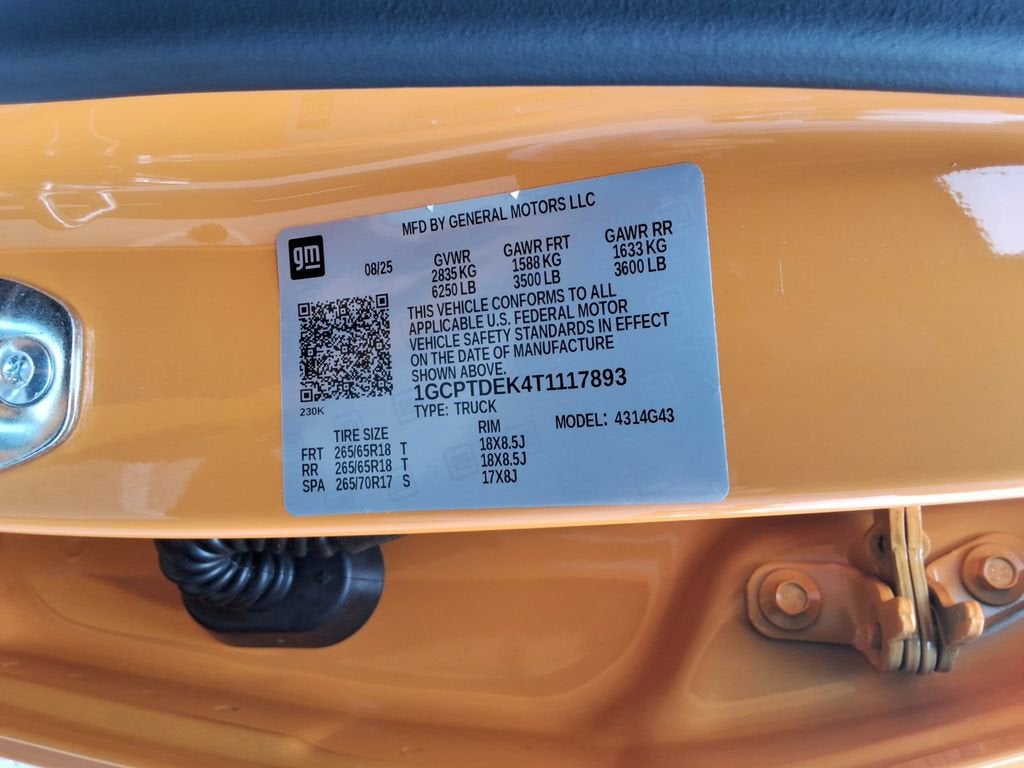 MFD BY GENERAL MOTORS LLC
gm
08/25
GVWR GAWR FRT GAWR RR
2835 KG 1588 KG 1633 KG
6250 LB 3500 LB 3600 LB
THIS VEHICLE CONFORMS TO ALL
APPLICABLE U.S. FEDERAL MOTOR
VEHICLE SAFETY STANDARDS IN EFFECT
ON THE DATE OF MANUFACTURE
SHOWN ABOVE.
1GCPTDEK4T1117893
230K
TYPE: TRUCK MODEL: 4314G43
TIRE SIZE RIM
FRT 265/65R18 T 18X8.5J
RR 265/65R18 T 18X8.5J
SPA 265/70R17 S 17X8J